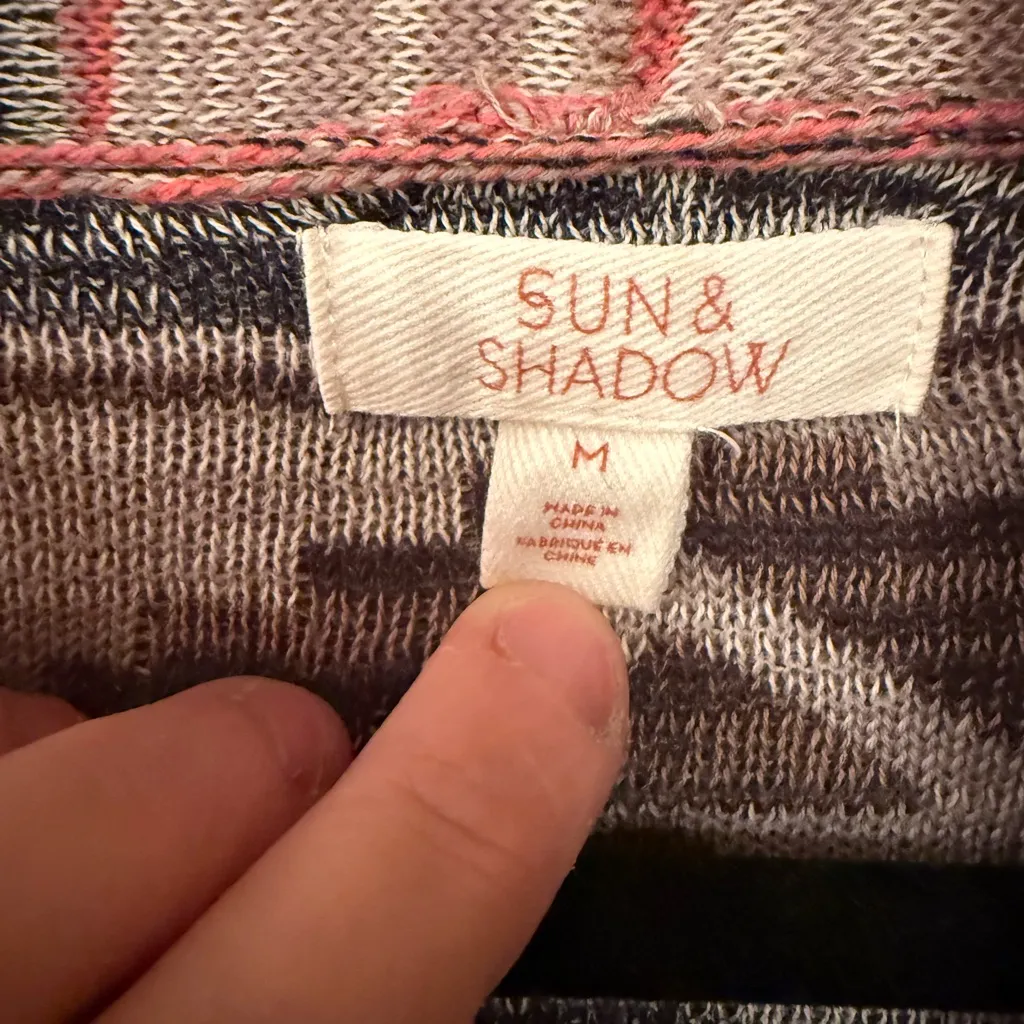 SUN &
SHADOW
M
MADE IN
CHINA
FABRIQUÉ EN
CHINE